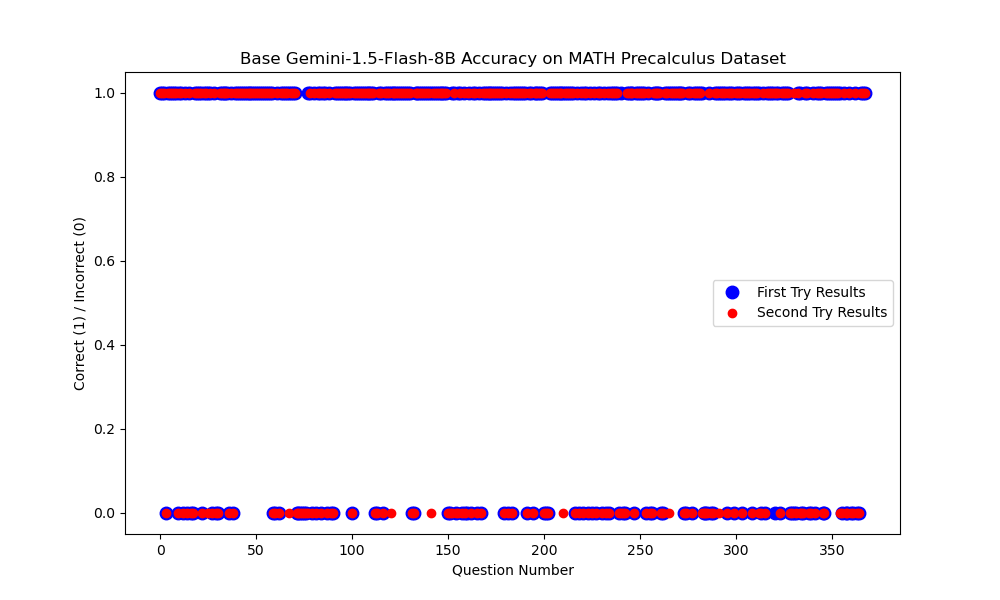 Base Gemini-1.5-Flash-8B Accuracy on MATH Precalculus Dataset
Correct (1) / Incorrect (0)
1.0
0.8
0.6
0.4
0.2
0.0
First Try Results
Second Try Results
0 50 100 150 200 250 300 350
Question Number